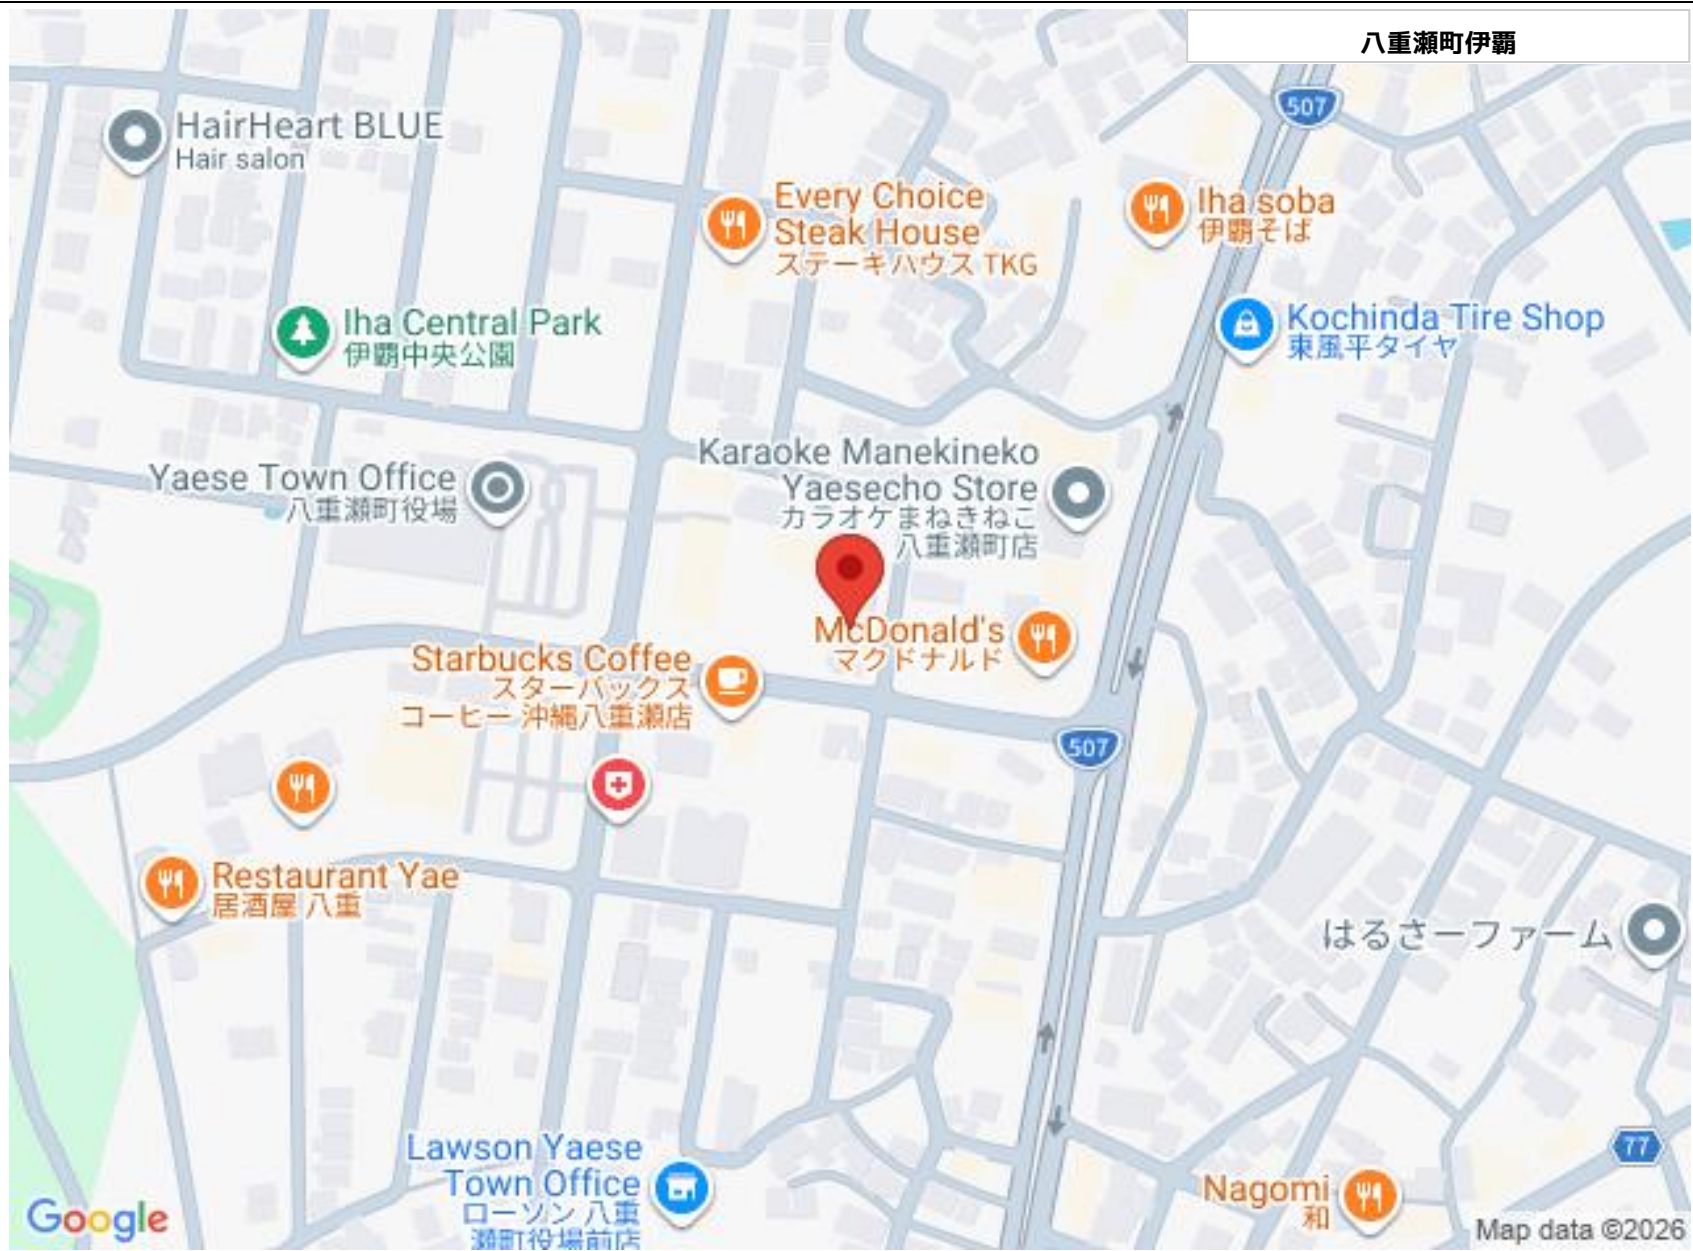 八重瀬町伊覇
507
HairHeart BLUE
Hair salon
Every Choice
Steak House
ステーキハウス TKG
Iha soba
伊覇そば
Iha Central Park
伊覇中央公園
Kochinda Tire Shop
東風平タイヤ
Yaese Town Office
八重瀬町役場
Karaoke Manekineko
Yaesecho Store
カラオケまねきねこ
八重瀬町店
McDonald's
マクドナルド
Starbucks Coffee
スターバックス
コーヒー 沖縄八重瀬店
507
Restaurant Yae
居酒屋 八重
はるさーファーム
Lawson Yaese
Town Office
ローソン 八重
瀬町役場前店
77
Nagomi
和
Google
Map data ©2026